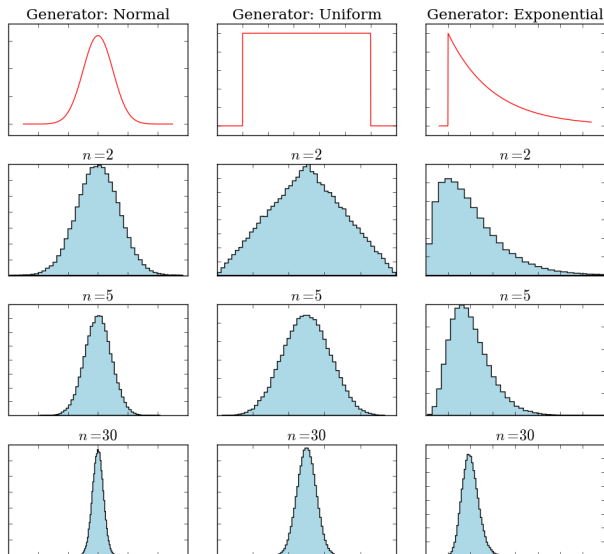 Generator: Normal
Generator: Uniform
Generator: Exponential
n=2
n=2
n=2
n=5
n=5
n=5
n=30
n=30
n=30